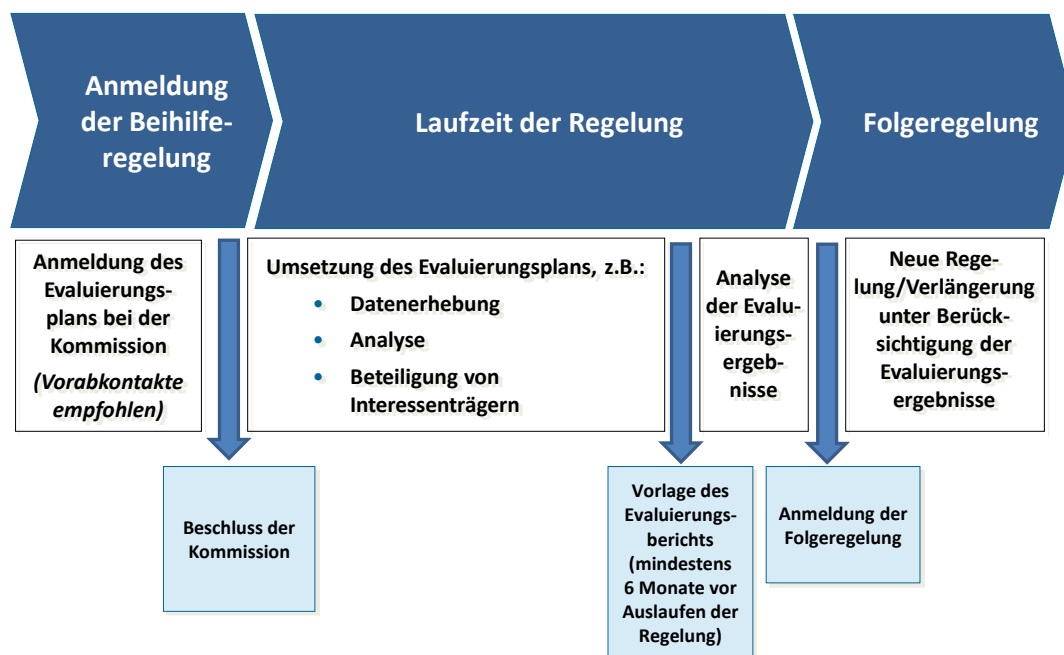 Anmeldung
der Beihilfe-
regelung
Laufzeit der Regelung
Folgeregelung
Anmeldung des
Evaluierungs-
plans bei der
Kommission
(Vorabkontakte
empfohlen)
Umsetzung des Evaluierungsplans, z.B.:
• Datenerhebung
• Analyse
• Beteiligung von
Interessenträgern
Analyse
der Evalu-
ierungs-
ergeb-
nisse
Neue Rege-
lung/Verlängerung
unter Berück-
sichtigung der
Evaluierungs-
ergebnisse
Beschluss der
Kommission
Vorlage des
Evaluierungs-
berichts
(mindestens
6 Monate vor
Auslaufen der
Regelung)
Anmeldung der
Folgeregelung